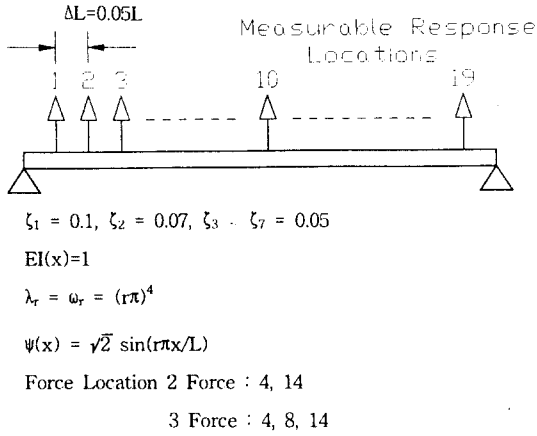 ΔL=0.05L
Measurable Response
Locations
1 2 3 10 19
ζ₁ = 0.1, ζ₂ = 0.07, ζ₃ - ζ₇ = 0.05
EI(x)=1
λᵣ = ωᵣ = (rπ)⁴
ψ(x) = √2 sin(rπx/L)
Force Location 2 Force : 4, 14
3 Force : 4, 8, 14